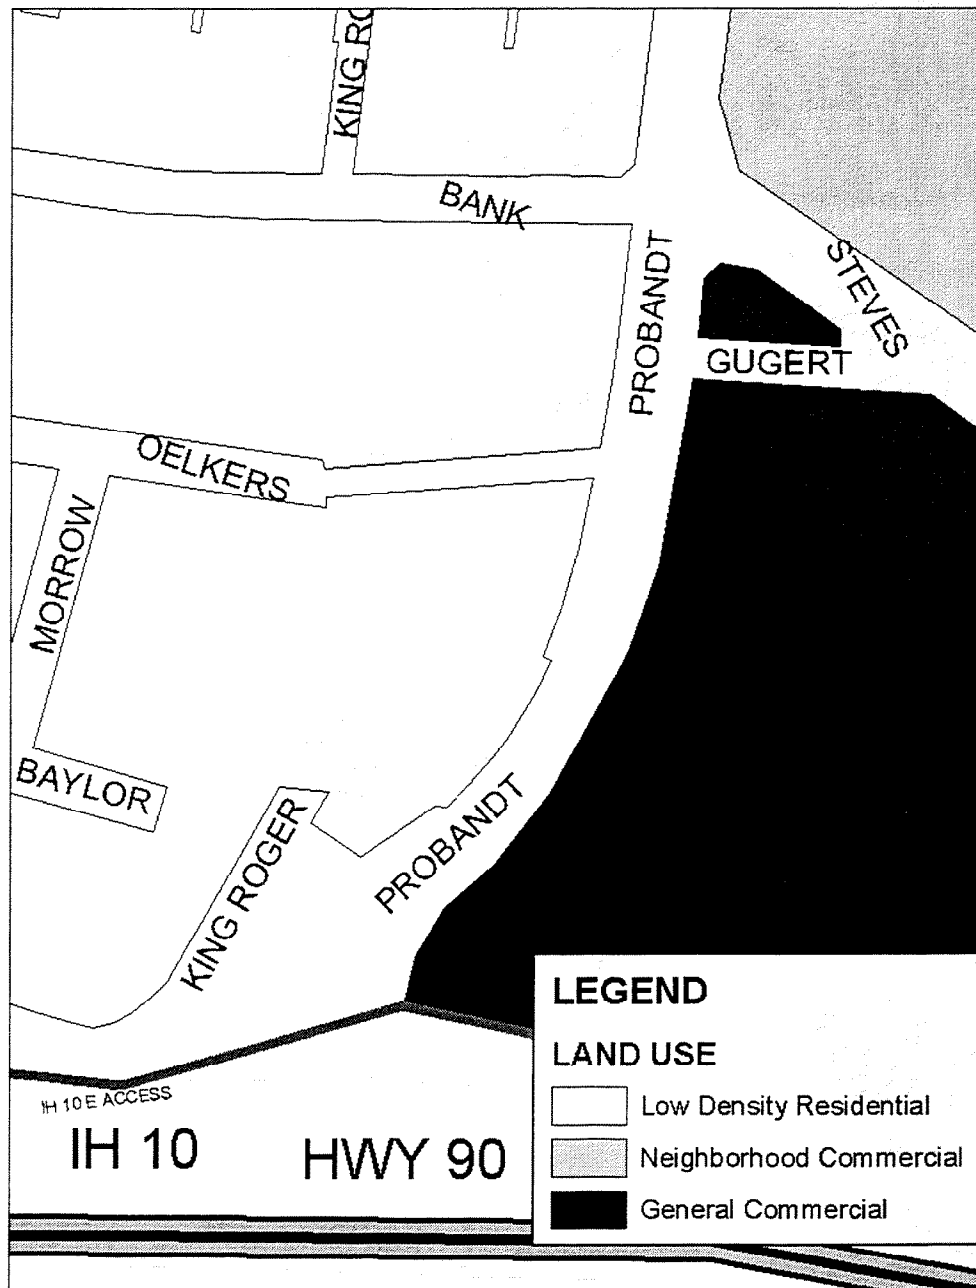 KING RO
BANK
STEVES
PROBANDT
GUGERT
OELKERS
MORROW
BAYLOR
KING ROGER
PROBANDT
IH 10 E ACCESS
IH 10
HWY 90
LEGEND
LAND USE
Low Density Residential
Neighborhood Commercial
General Commercial